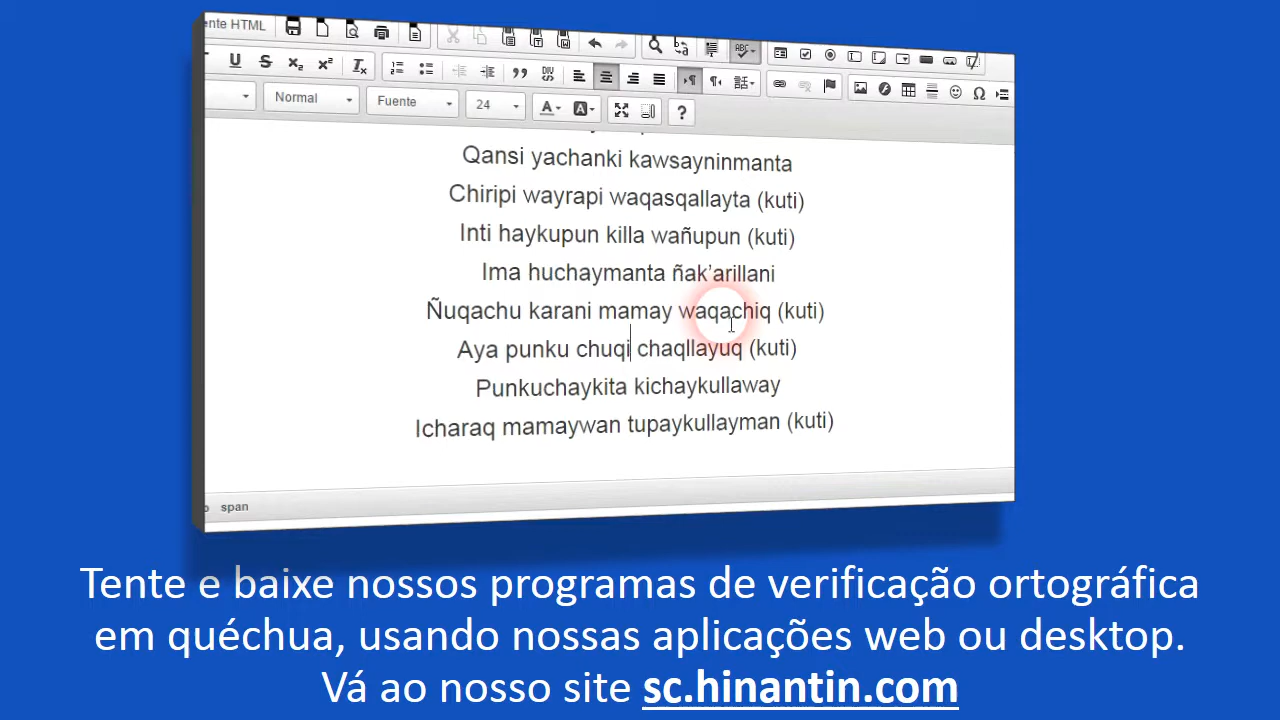 ente HTML
Normal Fuente 24 A A ?
Qansi yachanki kawsayninmanta
Chiripi wayrapi waqasqallayta (kuti)
Inti haykupun killa wañupun (kuti)
Ima huchaymanta ñak'arillani
Ñuqachu karani mamay waqachiq (kuti)
Aya punku chuqi chaqllayuq (kuti)
Punkuchaykita kichaykullaway
Icharaq mamaywan tupaykullayman (kuti)
span
Tente e baixe nossos programas de verificação ortográfica
em quéchua, usando nossas aplicações web ou desktop.
Vá ao nosso site sc.hinantin.com